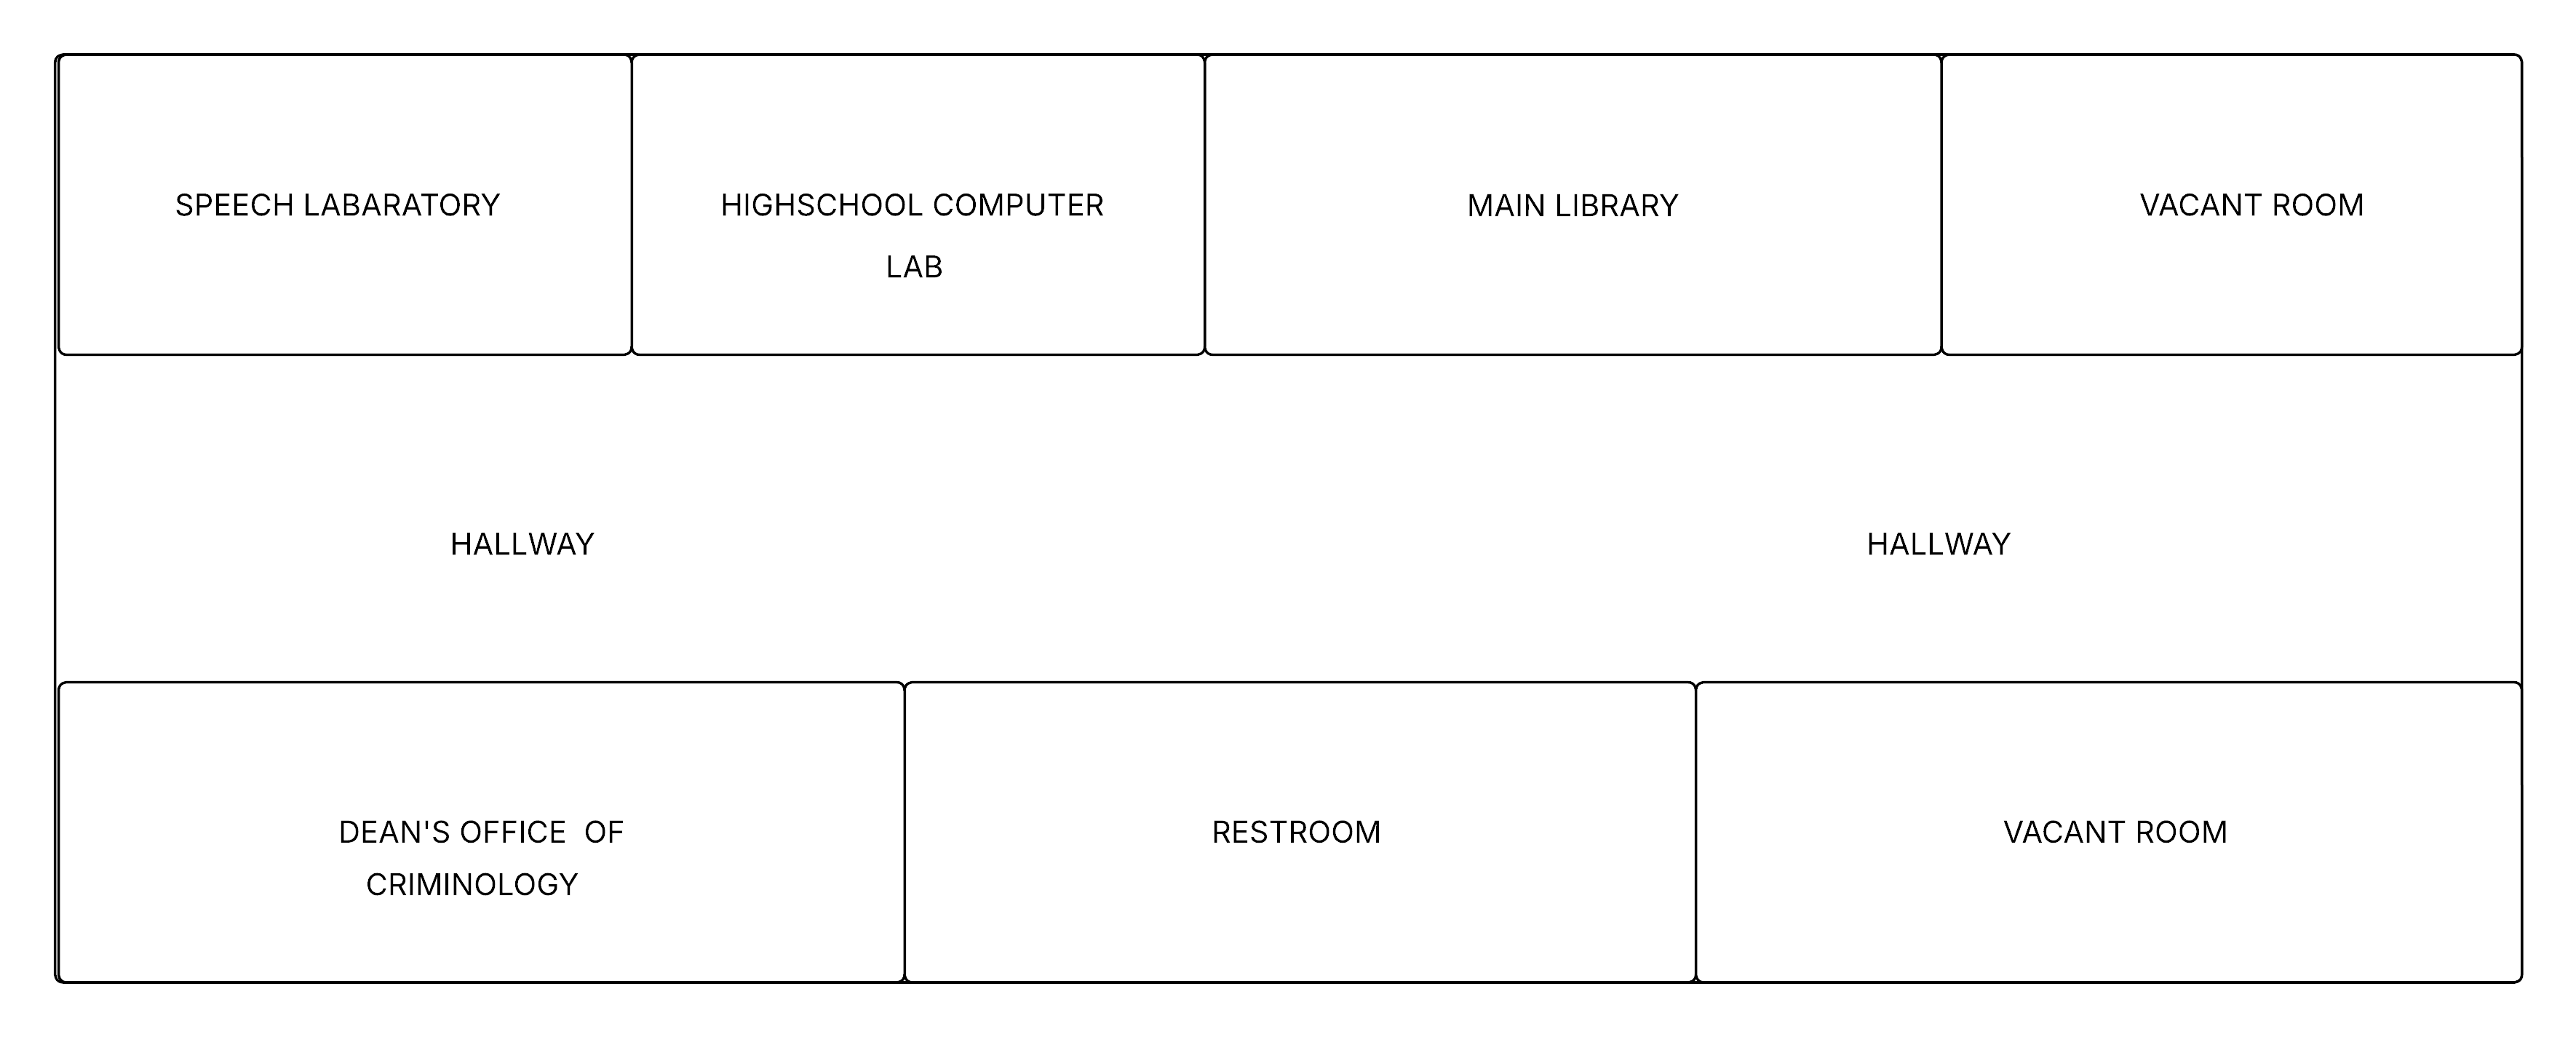 SPEECH LABARATORY
HIGHSCHOOL COMPUTER
LAB
MAIN LIBRARY
VACANT ROOM
HALLWAY
HALLWAY
DEAN'S OFFICE  OF
CRIMINOLOGY
RESTROOM
VACANT ROOM